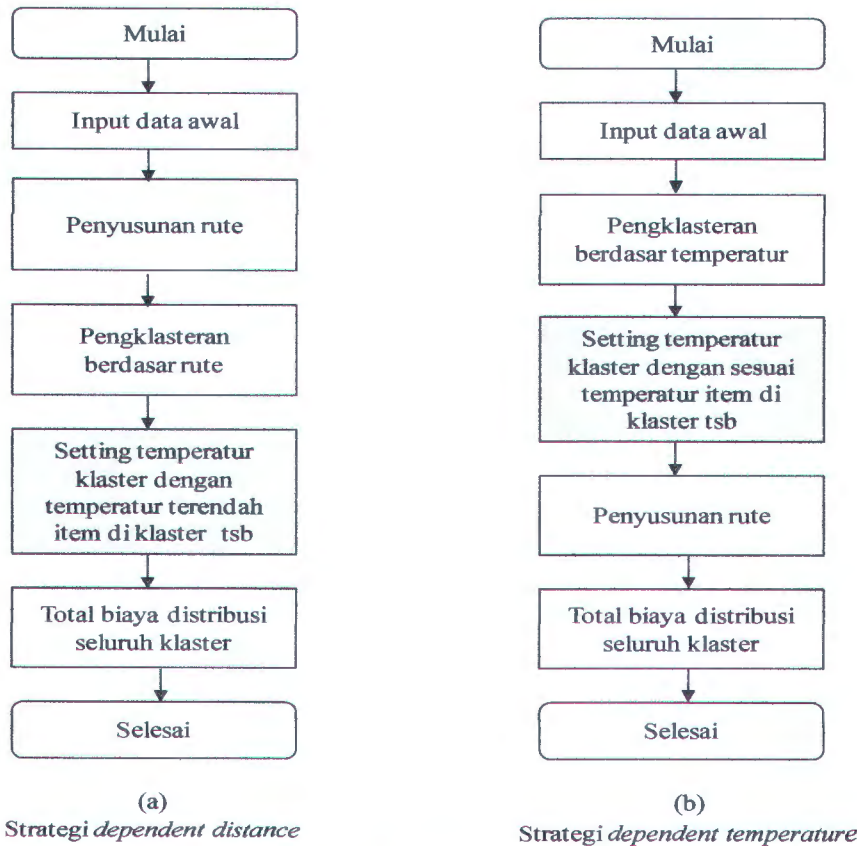 Mulai
Input data awal
Penyusunan rute
Pengklasteran
berdasar rute
Setting temperatur
klaster dengan
temperatur terendah
item di klaster tsb
Total biaya distribusi
seluruh klaster
Selesai
(a)
Strategi dependent distance
Mulai
Input data awal
Pengklasteran
berdasar temperatur
Setting temperatur
klaster dengan sesuai
temperatur item di
klaster tsb
Penyusunan rute
Total biaya distribusi
seluruh klaster
Selesai
(b)
Strategi dependent temperature